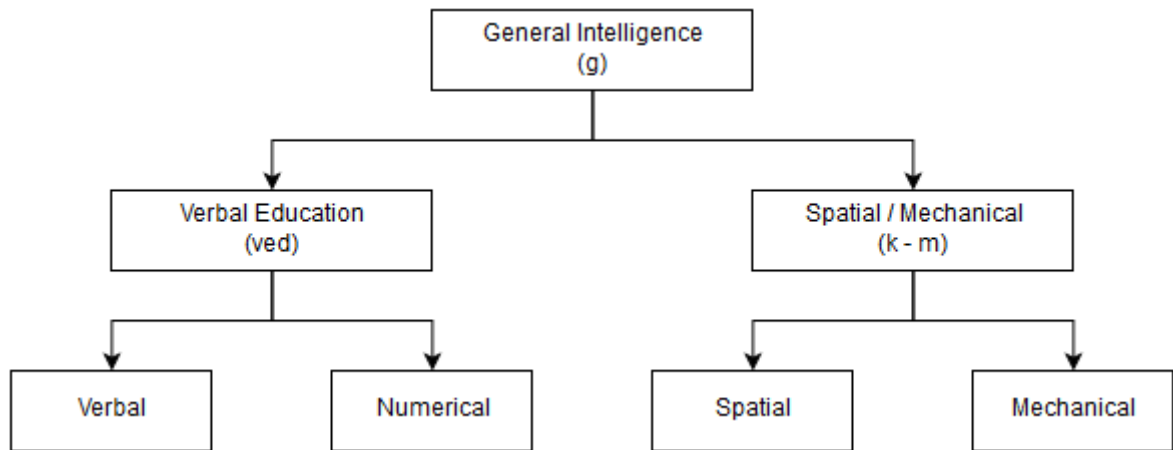 General Intelligence
(g)
Verbal Education
(ved)
Spatial / Mechanical
(k - m)
Verbal
Numerical
Spatial
Mechanical